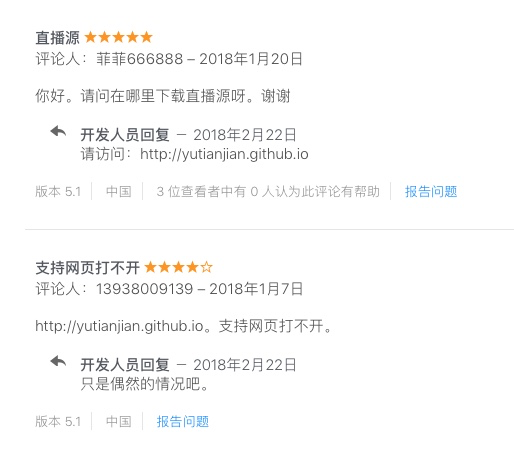 直播源 ★★★★★
评论人：菲菲666888 – 2018年1月20日
你好。请问在哪里下载直播源呀。谢谢
开发人员回复 — 2018年2月22日
请访问：http://yutianjian.github.io
版本 5.1 中国 3 位查看者中有 0 人认为此评论有帮助 报告问题
支持网页打不开 ★★★★☆
评论人：13938009139 – 2018年1月7日
http://yutianjian.github.io。支持网页打不开。
开发人员回复 — 2018年2月22日
只是偶然的情况吧。
版本 5.1 中国 报告问题